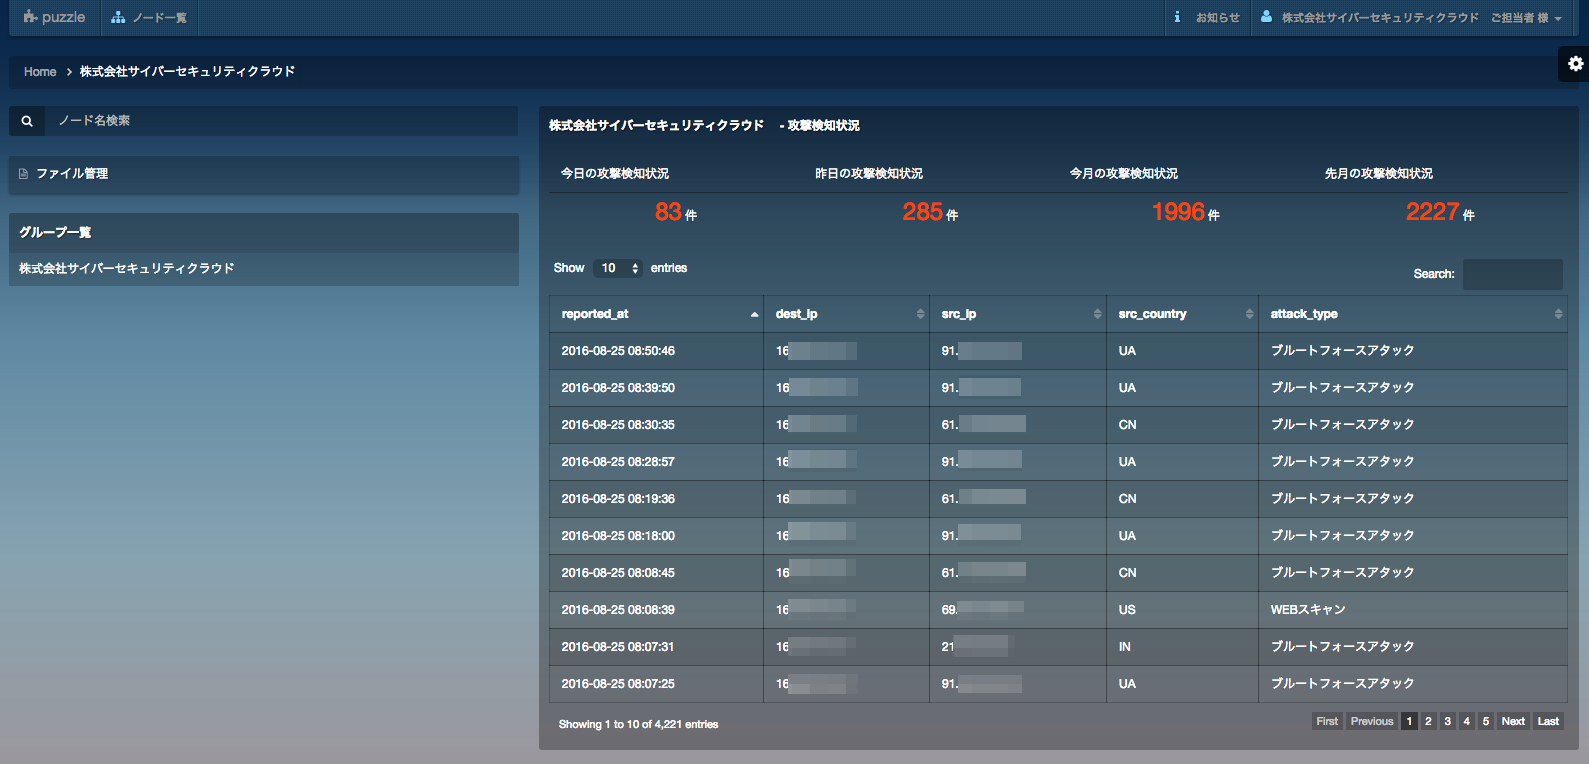 puzzle ノード一覧 お知らせ 株式会社サイバーセキュリティクラウド ご担当者 様
Home 株式会社サイバーセキュリティクラウド
ノード名検索
ファイル管理
グループ一覧
株式会社サイバーセキュリティクラウド
株式会社サイバーセキュリティクラウド - 攻撃検知状況
今日の攻撃検知状況 昨日の攻撃検知状況 今月の攻撃検知状況 先月の攻撃検知状況
83 件 285 件 1996 件 2227 件
Show 10 entries
Search:
reported_at dest_ip src_ip src_country attack_type
2016-08-25 08:50:46 16 91. UA ブルートフォースアタック
2016-08-25 08:39:50 16 91. UA ブルートフォースアタック
2016-08-25 08:30:35 16 61. CN ブルートフォースアタック
2016-08-25 08:28:57 16 91. UA ブルートフォースアタック
2016-08-25 08:19:36 16 61. CN ブルートフォースアタック
2016-08-25 08:18:00 16 91. UA ブルートフォースアタック
2016-08-25 08:08:45 16 61. CN ブルートフォースアタック
2016-08-25 08:08:39 16 69. US WEBスキャン
2016-08-25 08:07:31 16 21 IN ブルートフォースアタック
2016-08-25 08:07:25 16 91. UA ブルートフォースアタック
Showing 1 to 10 of 4,221 entries
First Previous 1 2 3 4 5 Next Last